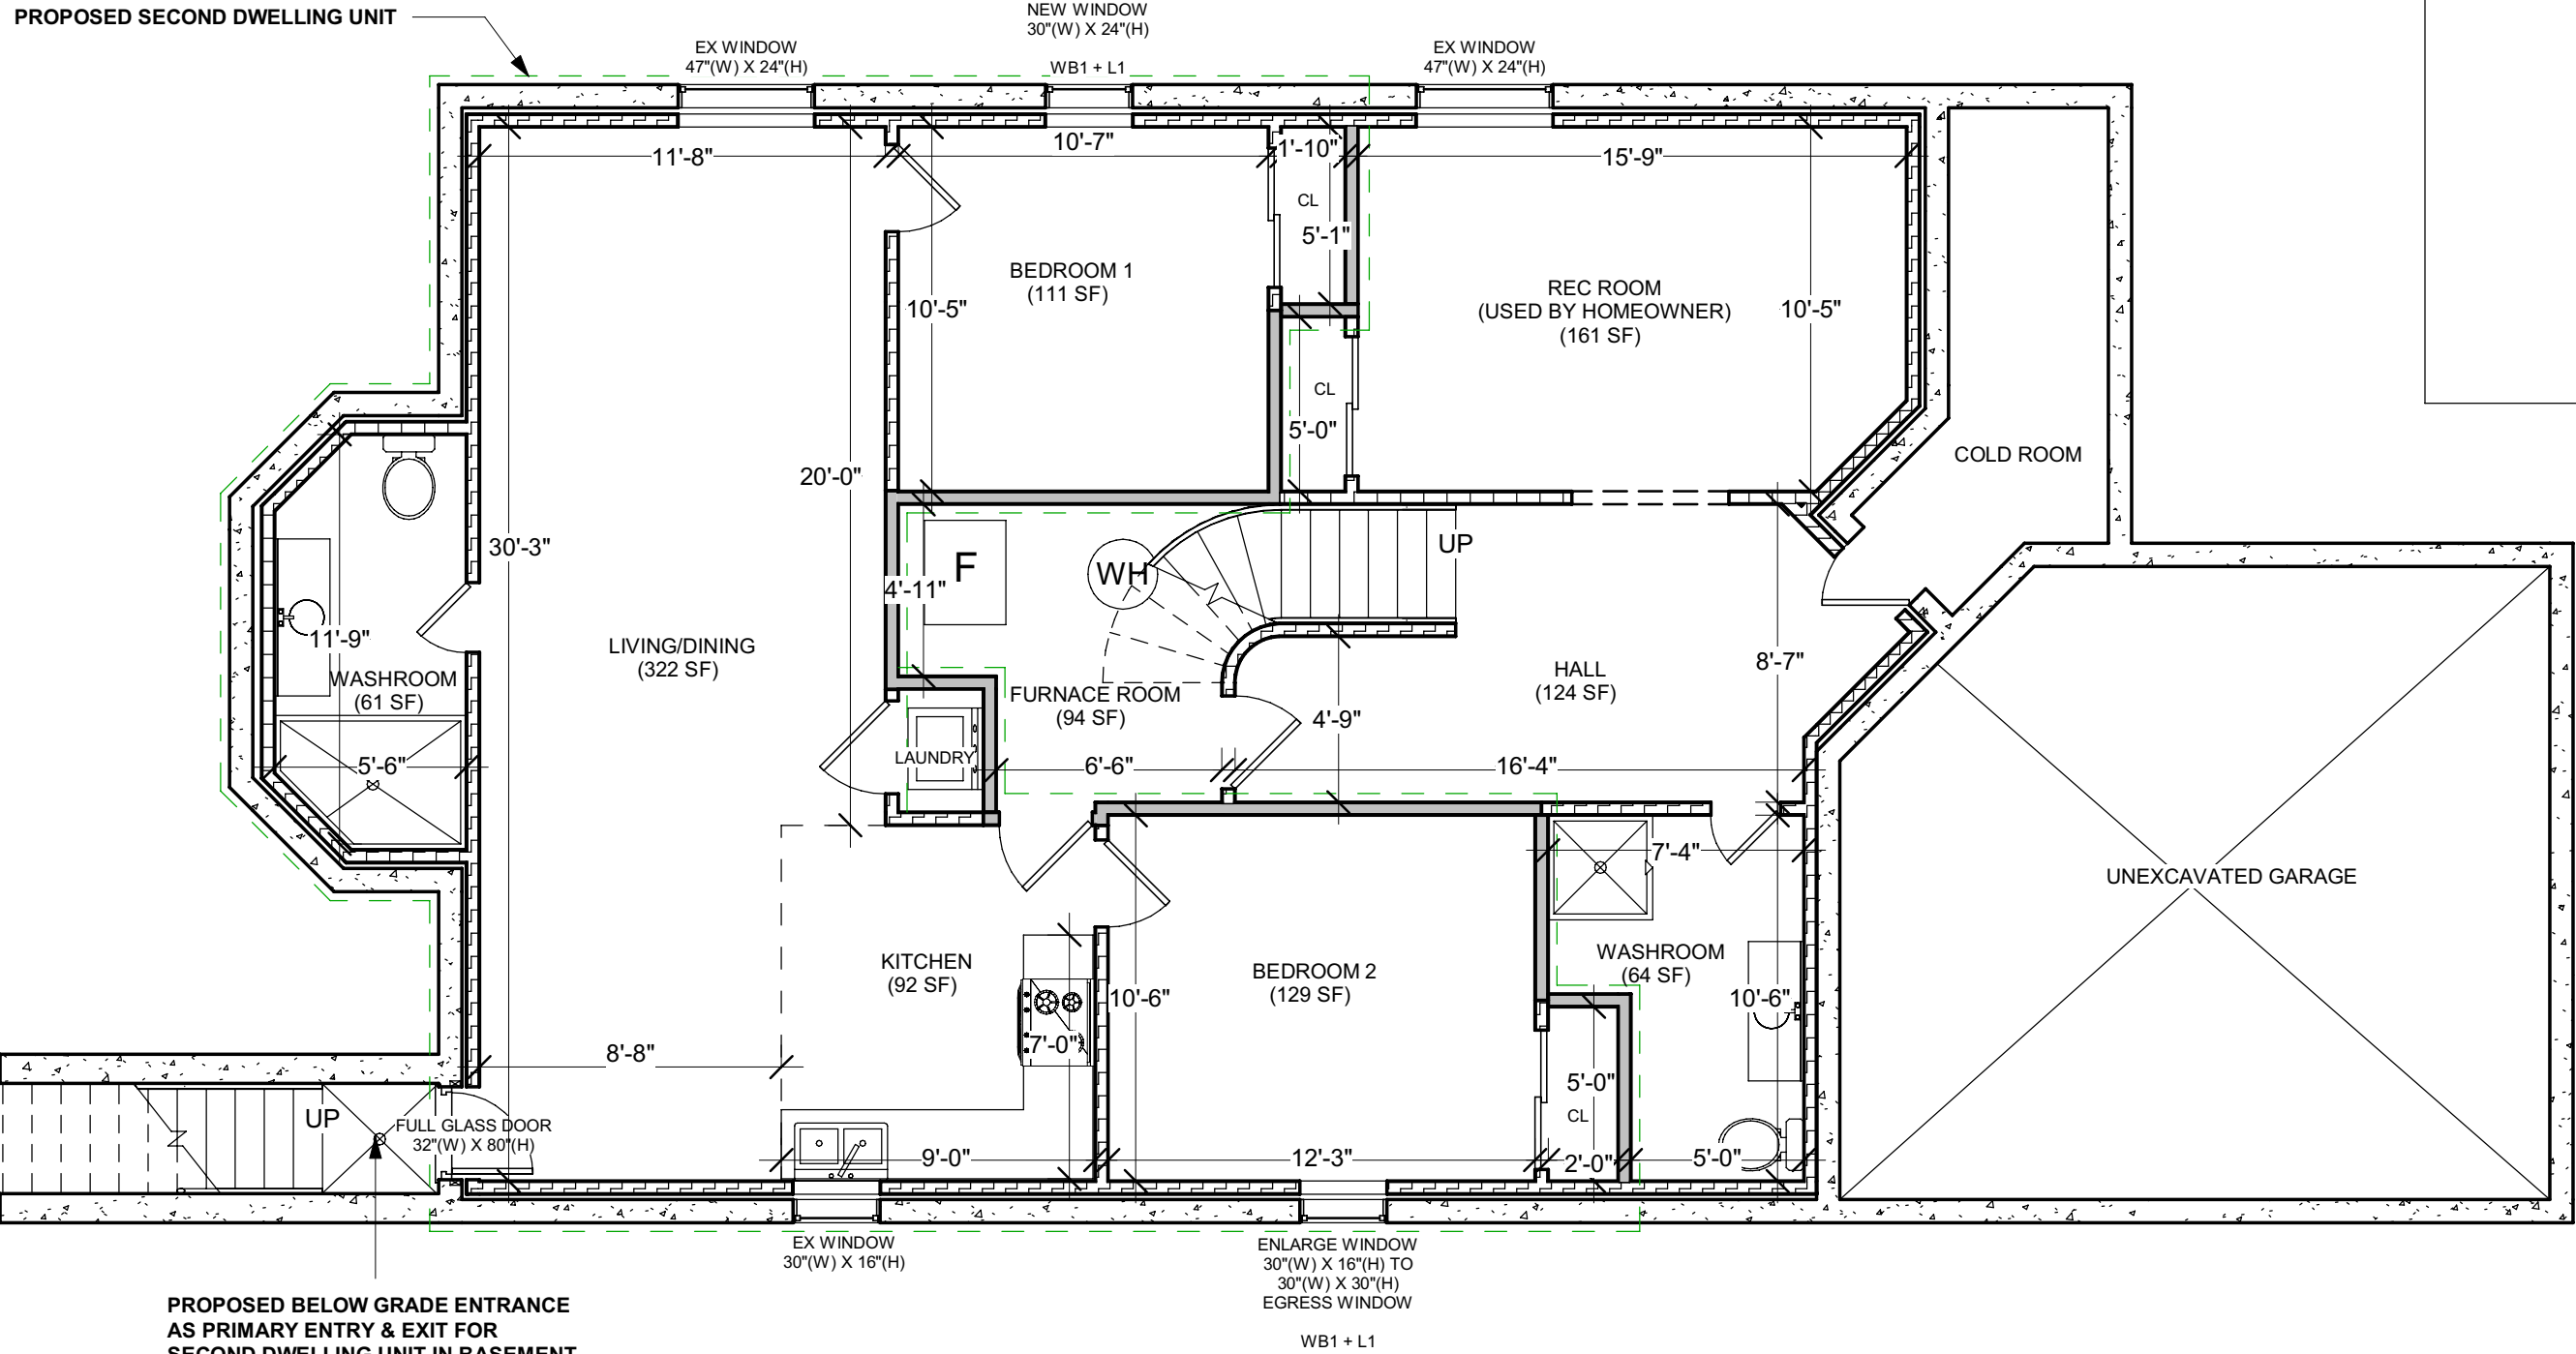 PROPOSED SECOND DWELLING UNIT
NEW WINDOW
30"(W) X 24"(H)
EX WINDOW
47"(W) X 24"(H)
WB1 + L1
EX WINDOW
47"(W) X 24"(H)
11'-8"
10'-7"
1'-10"
15'-9"
CL
5'-1"
BEDROOM 1
(111 SF)
10'-5"
REC ROOM
(USED BY HOMEOWNER)
(161 SF)
10'-5"
CL
5'-0"
COLD ROOM
20'-0"
30'-3"
UP
F
WH
4'-11"
11'-9"
WASHROOM
(61 SF)
LIVING/DINING
(322 SF)
FURNACE ROOM
(94 SF)
HALL
(124 SF)
8'-7"
4'-9"
LAUNDRY
5'-6"
6'-6"
16'-4"
7'-4"
UNEXCAVATED GARAGE
KITCHEN
(92 SF)
BEDROOM 2
(129 SF)
WASHROOM
(64 SF)
10'-6"
10'-6"
7'-0"
8'-8"
5'-0"
CL
UP
FULL GLASS DOOR
32"(W) X 80"(H)
9'-0"
12'-3"
2'-0"
5'-0"
EX WINDOW
30"(W) X 16"(H)
ENLARGE WINDOW
30"(W) X 16"(H) TO
30"(W) X 30"(H)
EGRESS WINDOW
WB1 + L1
PROPOSED BELOW GRADE ENTRANCE
AS PRIMARY ENTRY & EXIT FOR
SECOND DWELLING UNIT IN BASEMENT